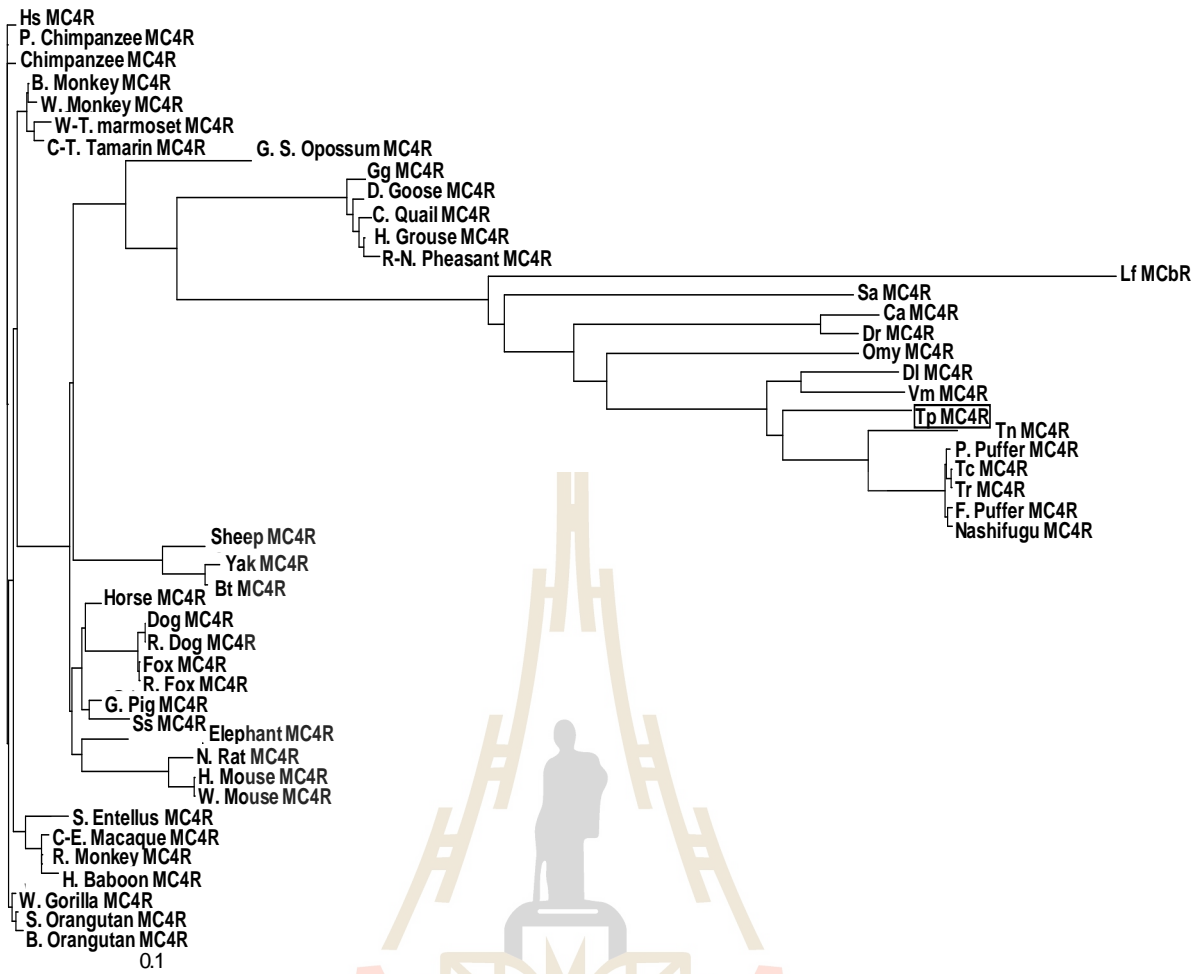 Hs MC4R
P. Chimpanzee MC4R
Chimpanzee MC4R
B. Monkey MC4R
W. Monkey MC4R
W-T. marmoset MC4R
C-T. Tamarin MC4R
G. S. Opossum MC4R
Gg MC4R
D. Goose MC4R
C. Quail MC4R
H. Grouse MC4R
R-N. Pheasant MC4R
Lf MCbR
Sa MC4R
Ca MC4R
Dr MC4R
Omy MC4R
Dl MC4R
Vm MC4R
Tp MC4R
Tn MC4R
P. Puffer MC4R
Tc MC4R
Tr MC4R
F. Puffer MC4R
Nashifugu MC4R
Sheep MC4R
Yak MC4R
Bt MC4R
Horse MC4R
Dog MC4R
R. Dog MC4R
Fox MC4R
R. Fox MC4R
G. Pig MC4R
Ss MC4R
Elephant MC4R
N. Rat MC4R
H. Mouse MC4R
W. Mouse MC4R
S. Entellus MC4R
C-E. Macaque MC4R
R. Monkey MC4R
H. Baboon MC4R
W. Gorilla MC4R
S. Orangutan MC4R
B. Orangutan MC4R
0.1